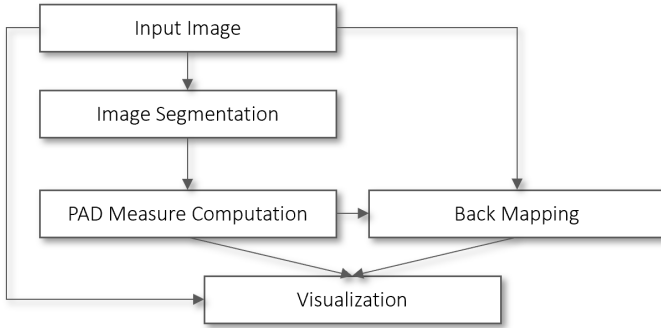 Input Image
Image Segmentation
PAD Measure Computation
Back Mapping
Visualization